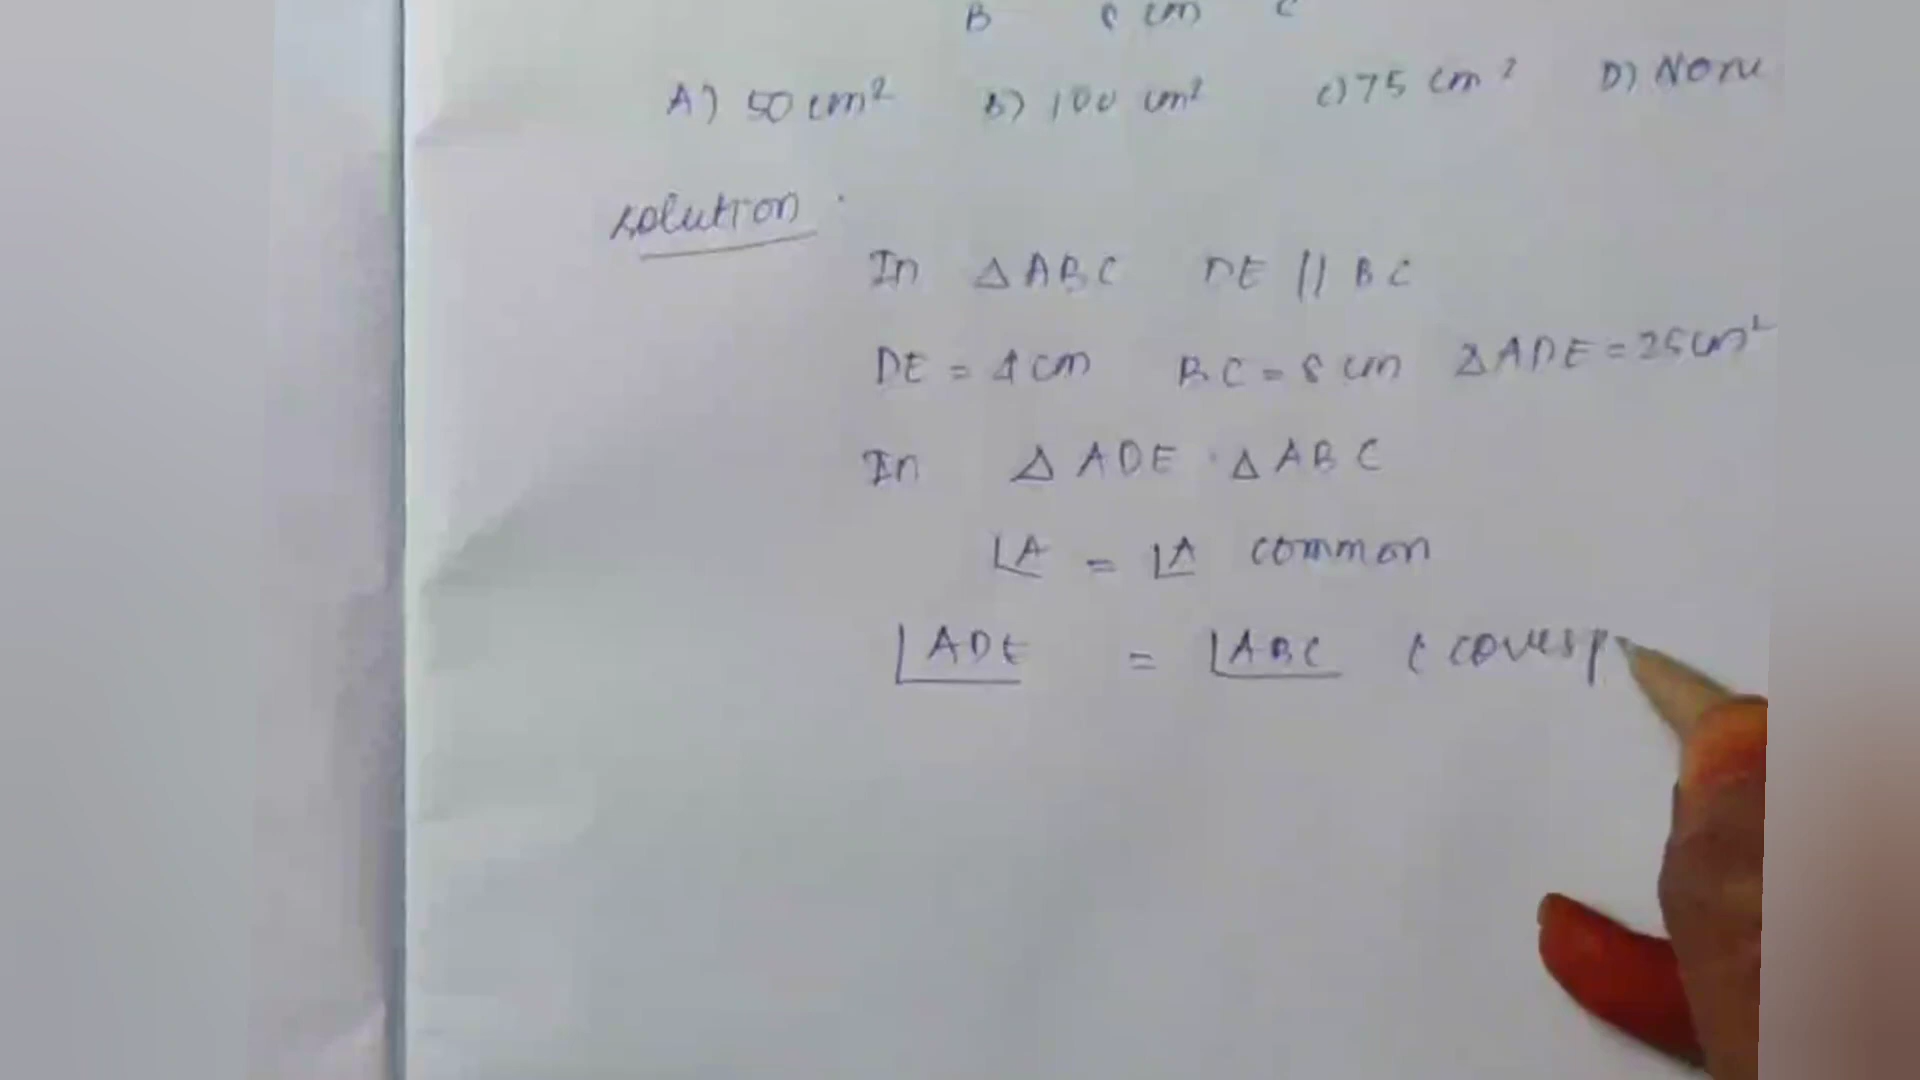 B 8 cm C
A) 50 cm² B) 100 cm² C) 75 cm² D) None
Solution
In △ABC DE || BC
DE = 4 cm BC = 8 cm △ADE = 25 cm²
In △ADE △ABC
∠A = ∠A common
∠ADE = ∠ABC (corresp